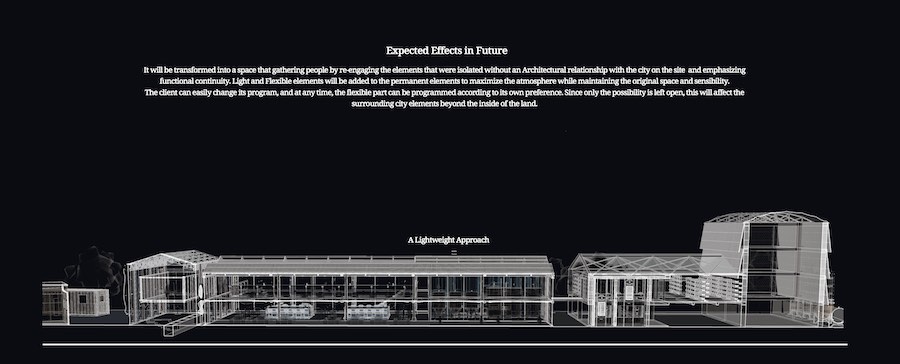 Expected Effects in Future
It will be transformed into a space that gathering people by re-engaging the elements that were isolated without an Architectural relationship with the city on the site and emphasizing
functional continuity. Light and Flexible elements will be added to the permanent elements to maximize the atmosphere while maintaining the original space and sensibility.
The client can easily change its program, and at any time, the flexible part can be programmed according to its own preference. Since only the possibility is left open, this will affect the
surrounding city elements beyond the inside of the land.
A Lightweight Approach